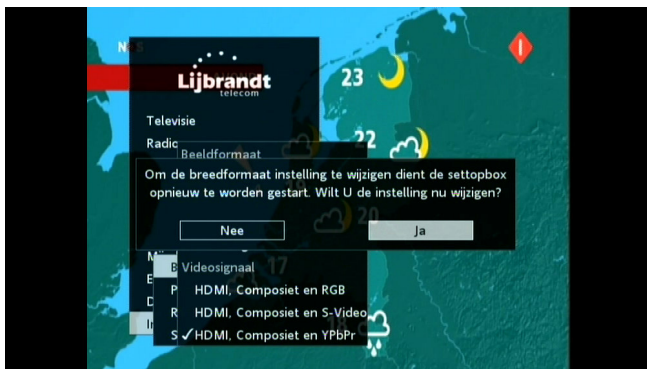 Lijbrandt
telecom
23
Televisie
Radio
22
Beeldformaat
Om de breedformaat instelling te wijzigen dient de settopbox
opnieuw te worden gestart. Wilt U de instelling nu wijzigen?
20
Nee
Ja
17
Videosignaal
HDMI, Composiet en RGB
HDMI, Composiet en S-Video
✓HDMI, Composiet en YPbPr